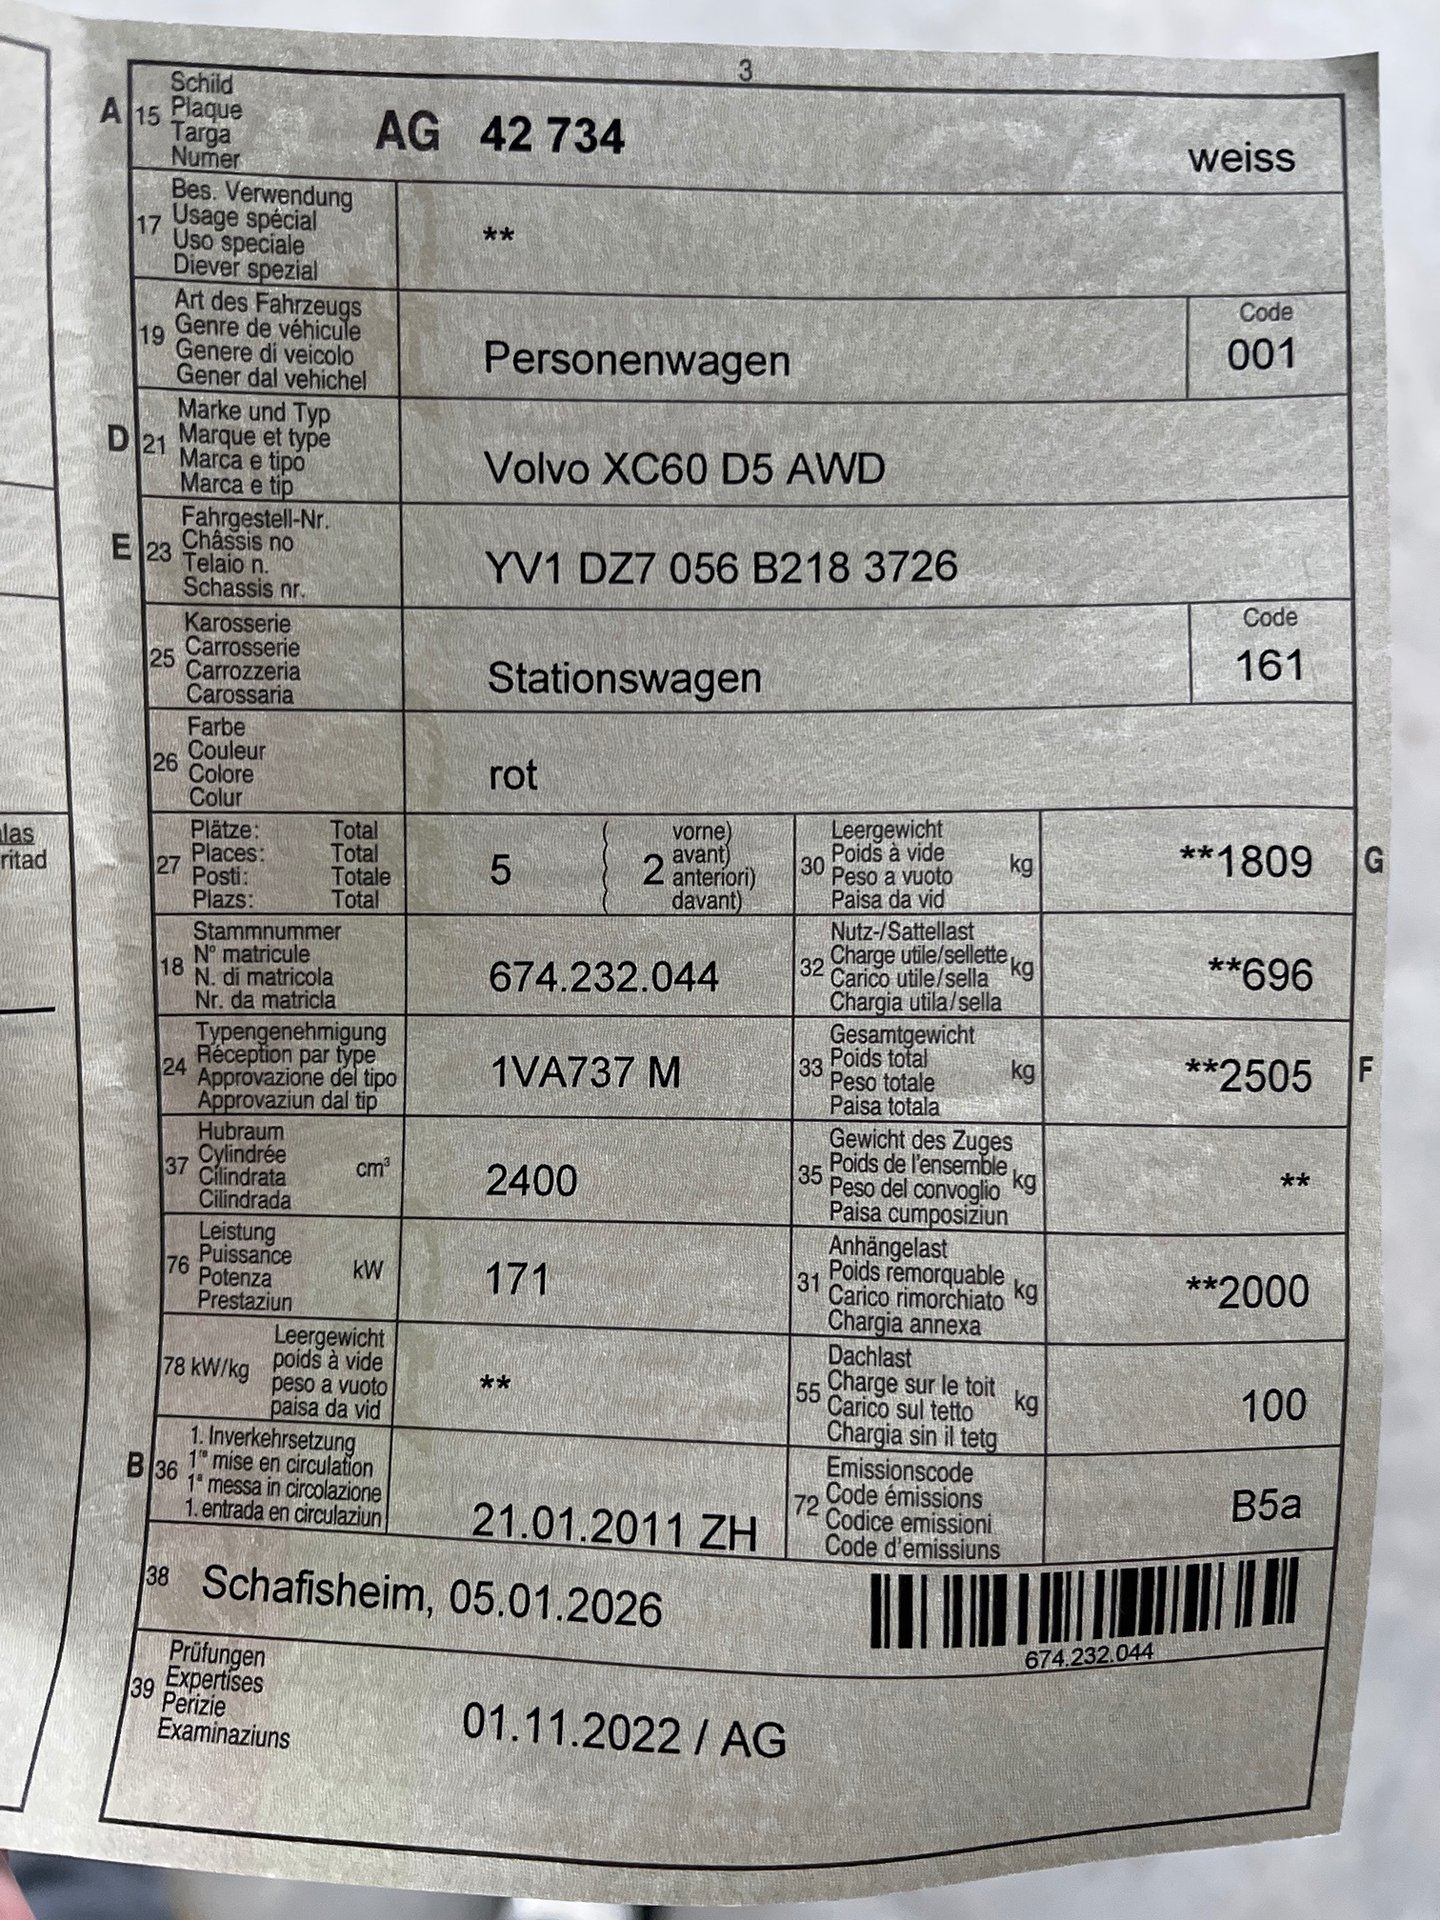 3
A 15 Schild
Plaque
Targa
Numer
AG 42 734
weiss
17 Bes. Verwendung
Usage spécial
Uso speciale
Diever spezial
**
19 Art des Fahrzeugs
Genre de véhicule
Genere di veicolo
Gener dal vehichel
Personenwagen
Code
001
D 21 Marke und Typ
Marque et type
Marca e tipo
Marca e tip
Volvo XC60 D5 AWD
E 23 Fahrgestell-Nr.
Châssis no
Telaio n.
Schassis nr.
YV1 DZ7 056 B218 3726
25 Karosserie
Carrosserie
Carrozzeria
Carossaria
Stationswagen
Code
161
26 Farbe
Couleur
Colore
Colur
rot
27 Plätze: Total
Places: Total
Posti: Totale
Plazs: Total
5 ( 2 vorne)
avant)
anteriori)
davant)
30 Leergewicht
Poids à vide kg
Peso a vuoto
Paisa da vid
**1809 G
18 Stammnummer
N° matricule
N. di matricola
Nr. da matricla
674.232.044
32 Nutz-/Sattellast
Charge utile/sellette kg
Carico utile/sella
Chargia utila/sella
**696
24 Typengenehmigung
Réception par type
Approvazione del tipo
Approvaziun dal tip
1VA737 M
33 Gesamtgewicht
Poids total kg
Peso totale
Paisa totala
**2505 F
37 Hubraum
Cylindrée cm³
Cilindrata
Cilindrada
2400
35 Gewicht des Zuges
Poids de l'ensemble kg
Peso del convoglio
Paisa cumposiziun
**
76 Leistung
Puissance kW
Potenza
Prestaziun
171
31 Anhängelast
Poids remorquable kg
Carico rimorchiato
Chargia annexa
**2000
78 kW/kg Leergewicht
poids à vide
peso a vuoto
paisa da vid
**
55 Dachlast
Charge sur le toit kg
Carico sul tetto
Chargia sin il tetg
100
B 36 1. Inverkehrsetzung
1re mise en circulation
1a messa in circolazione
1. entrada en circulaziun
21.01.2011 ZH
72 Emissionscode
Code émissions
Codice emissioni
Code d'emissiuns
B5a
38 Schafisheim, 05.01.2026
674.232.044
39 Prüfungen
Expertises
Perizie
Examinaziuns
01.11.2022 / AG